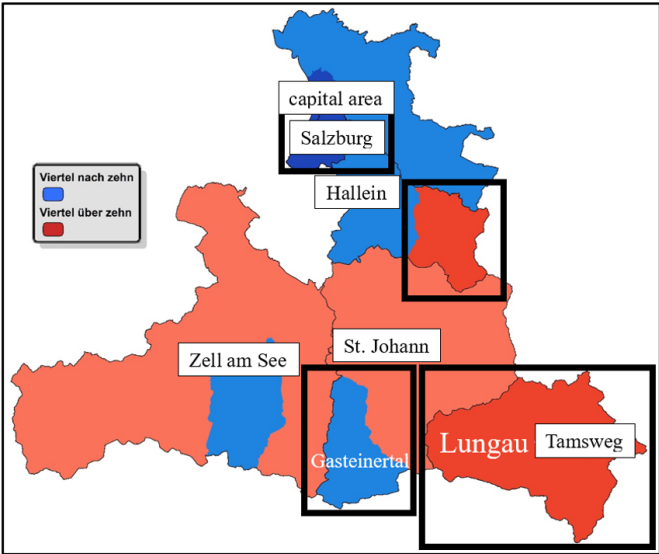 capital area
Salzburg
Viertel nach zehn
Viertel über zehn
Hallein
St. Johann
Zell am See
Gasteinertal
Lungau
Tamsweg